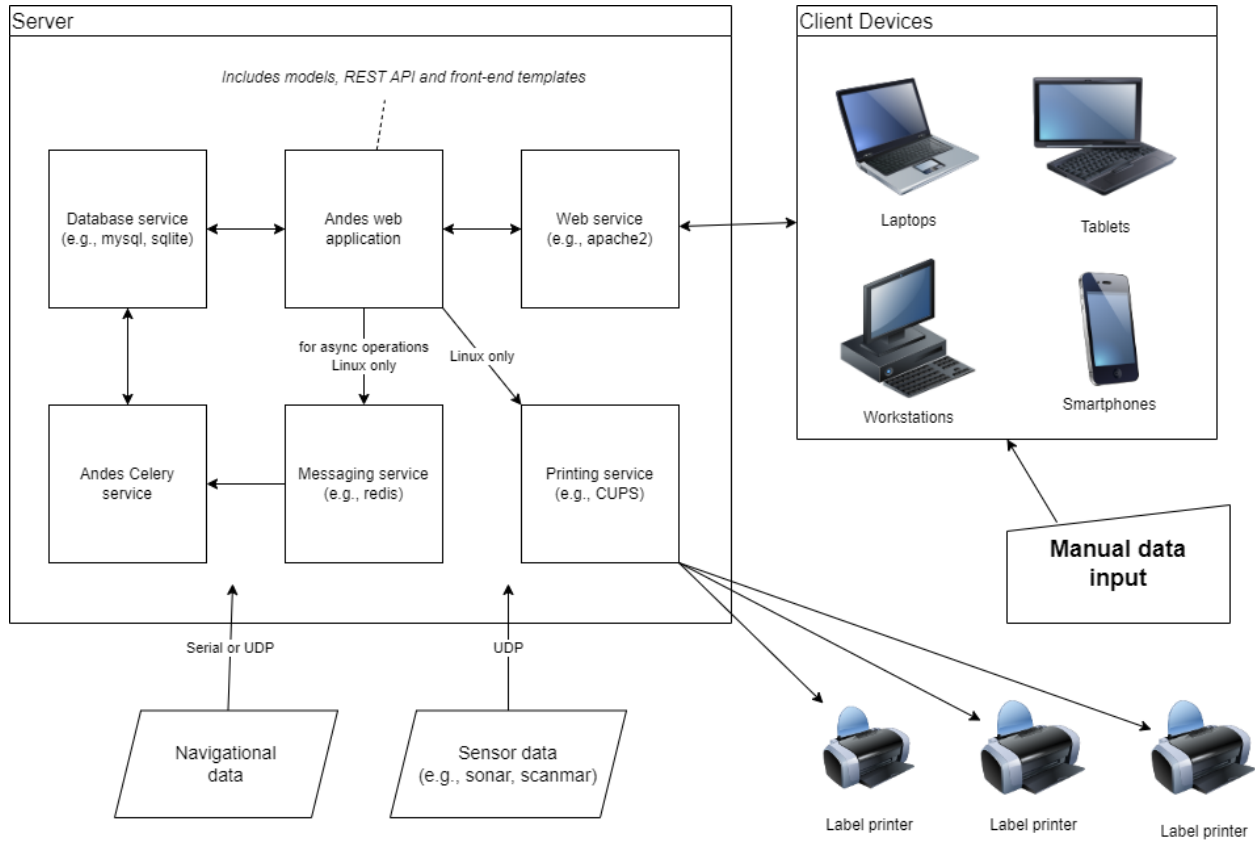 Server
Client Devices
Includes models, REST API and front-end templates
Database service
(e.g., mysql, sqlite)
Andes web
application
Web service
(e.g., apache2)
Laptops
Tablets
for async operations
Linux only
Linux only
Workstations
Smartphones
Andes Celery
service
Messaging service
(e.g., redis)
Printing service
(e.g., CUPS)
Manual data
input
Serial or UDP
UDP
Navigational
data
Sensor data
(e.g., sonar, scanmar)
Label printer
Label printer
Label printer